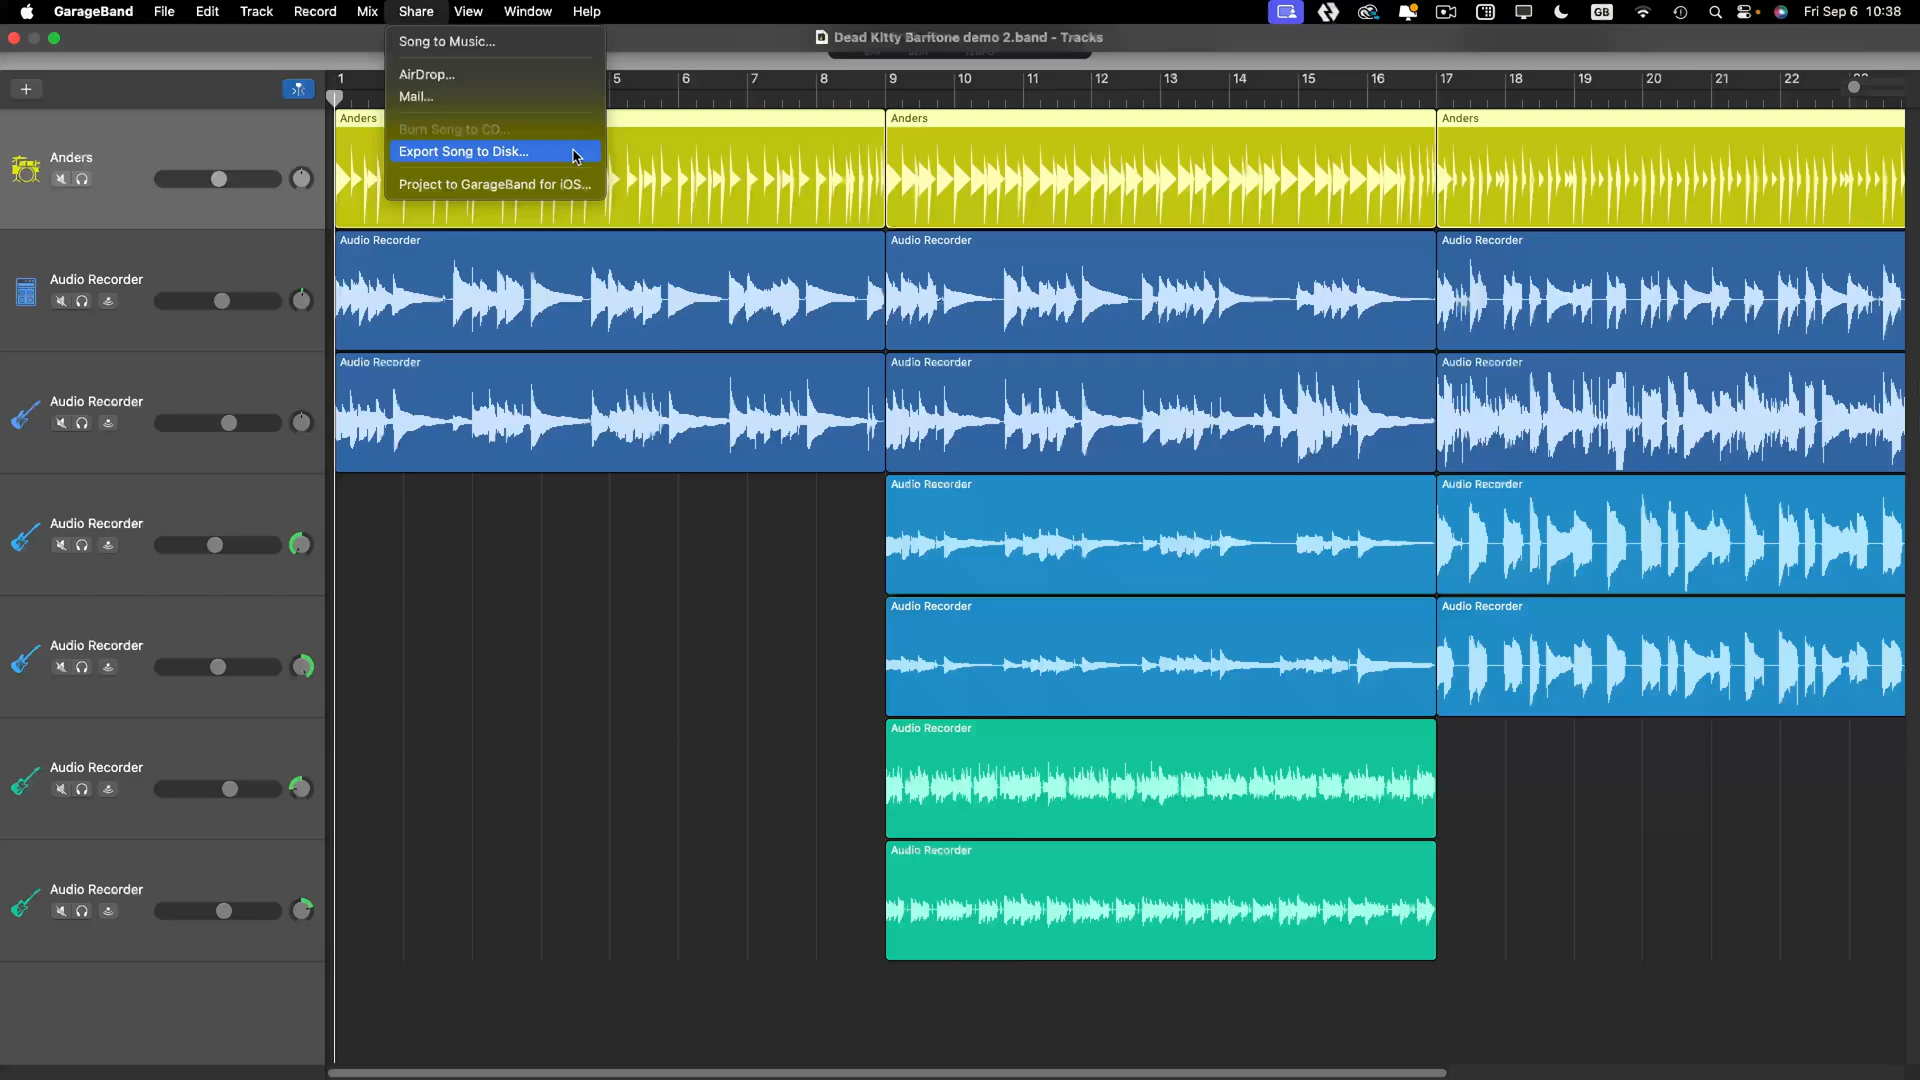 GarageBand File Edit Track Record Mix Share View Window Help GB Fri Sep 6 10:38
Dead Kitty Baritone demo 2.band - Tracks
Song to Music...
AirDrop...
Mail...
Burn Song to CD...
Export Song to Disk...
Project to GarageBand for iOS...
1 5 6 7 8 9 10 11 12 13 14 15 16 17 18 19 20 21 22
Anders Anders Anders
Anders
Audio Recorder Audio Recorder Audio Recorder
Audio Recorder
Audio Recorder Audio Recorder Audio Recorder
Audio Recorder
Audio Recorder Audio Recorder
Audio Recorder
Audio Recorder Audio Recorder
Audio Recorder
Audio Recorder
Audio Recorder
Audio Recorder
Audio Recorder